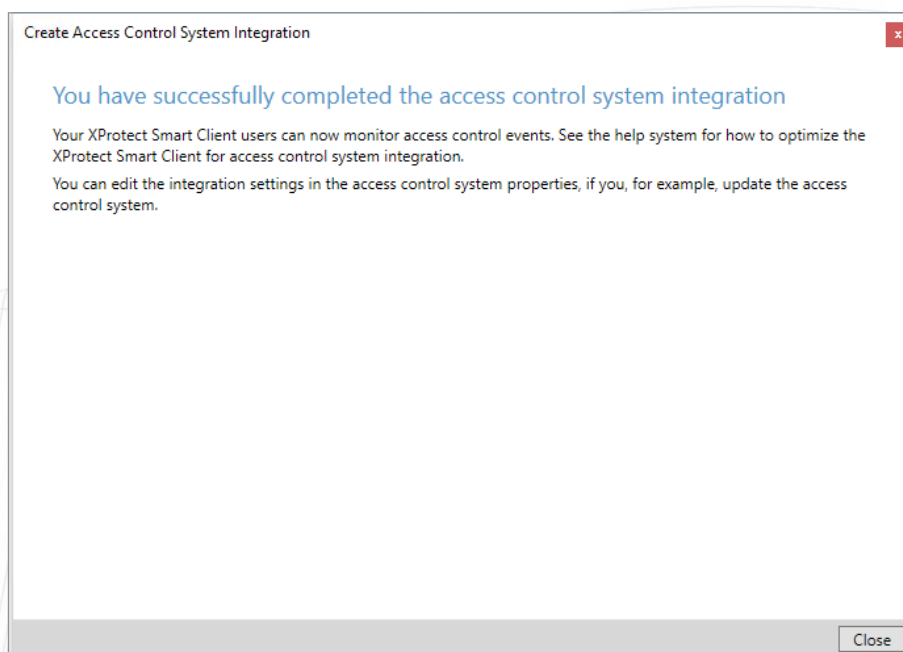 Create Access Control System Integration
x
You have successfully completed the access control system integration
Your XProtect Smart Client users can now monitor access control events. See the help system for how to optimize the
XProtect Smart Client for access control system integration.
You can edit the integration settings in the access control system properties, if you, for example, update the access
control system.
Close